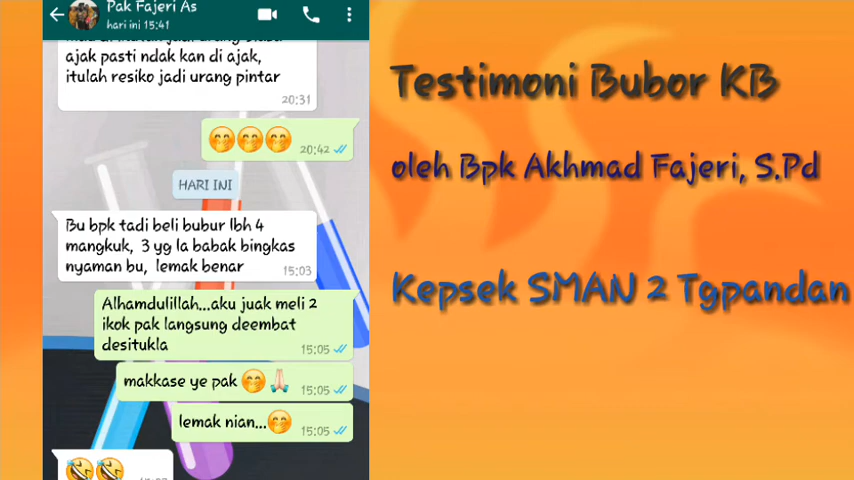 Pak Fajeri As
hari ini 15:41
ajak pasti ndak kan di ajak,
itulah resiko jadi urang pintar
20:31
20:42
HARI INI
Bu bpk tadi beli bubur lbh 4
mangkuk, 3 yg la babak bingkas
nyaman bu, lemak benar
15:03
Alhamdulillah...aku juak meli 2
ikok pak langsung deembat
desitukla
15:05
makkase ye pak
15:05
lemak nian...
15:05
Testimoni Bubor KB
oleh Bpk Akhmad Fajeri, S.Pd
Kepsek SMAN 2 Tgpandan